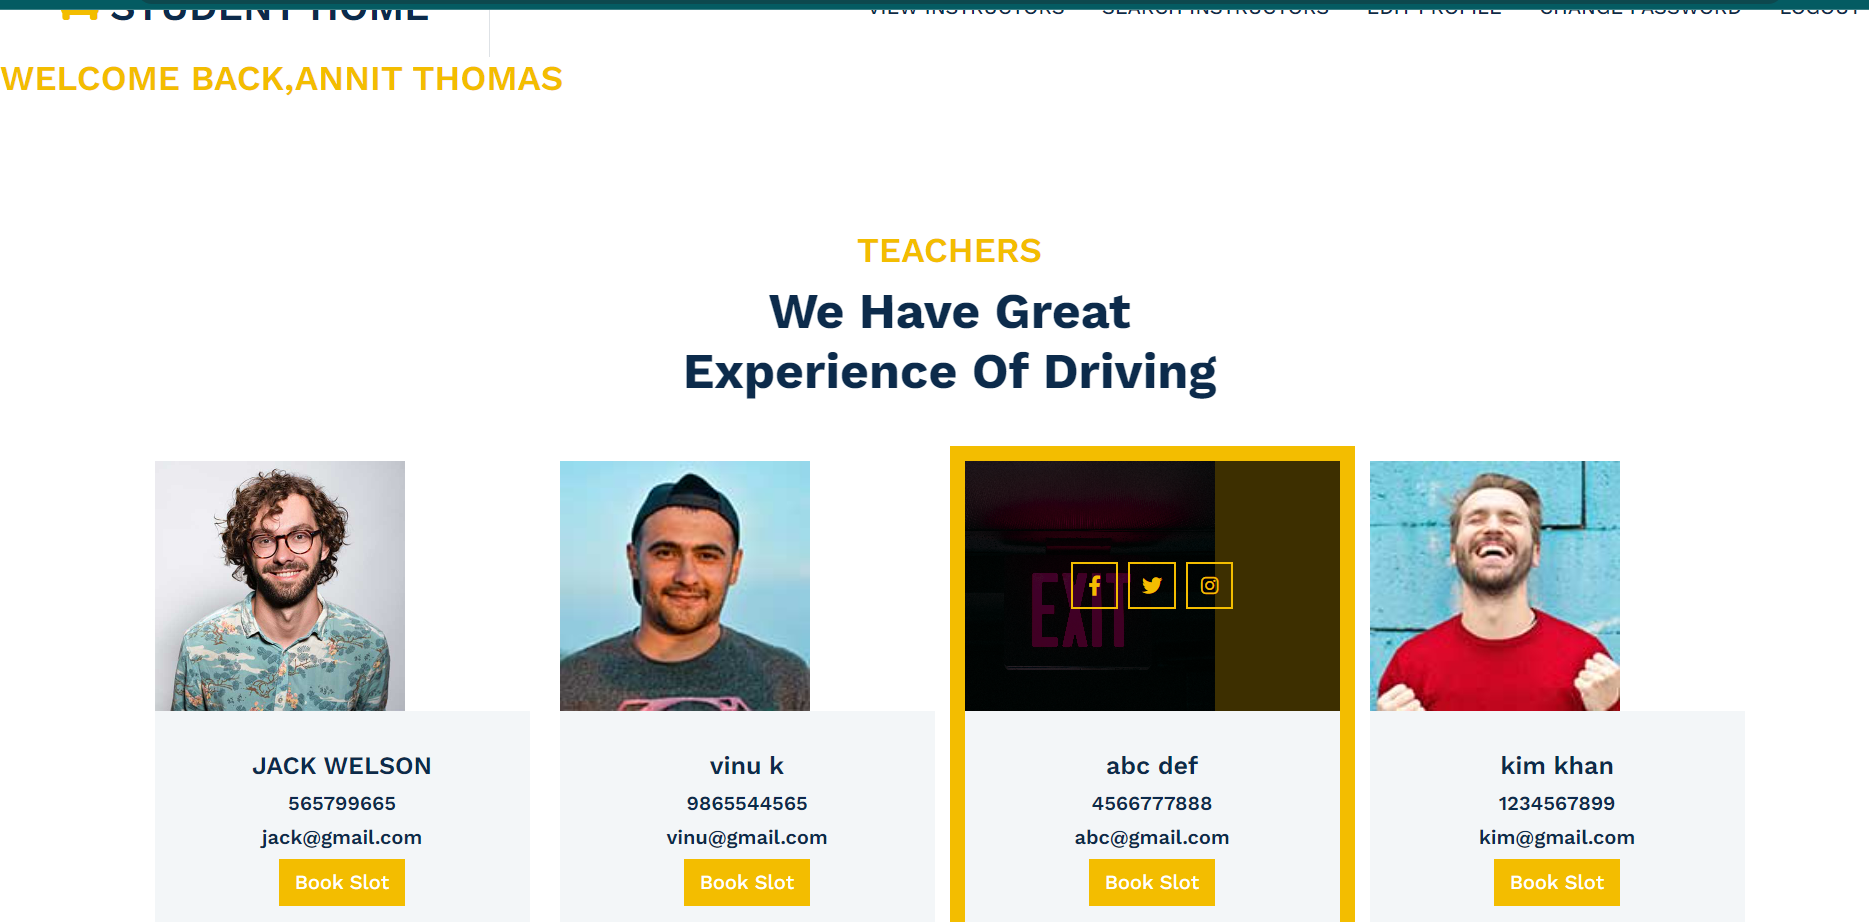 STUDENT HOME
VIEW INSTRUCTORS SEARCH INSTRUCTORS EDIT PROFILE CHANGE PASSWORD LOGOUT
WELCOME BACK,ANNIT THOMAS
TEACHERS
We Have Great
Experience Of Driving
EXIT
JACK WELSON
565799665
jack@gmail.com
Book Slot
vinu k
9865544565
vinu@gmail.com
Book Slot
abc def
4566777888
abc@gmail.com
Book Slot
kim khan
1234567899
kim@gmail.com
Book Slot